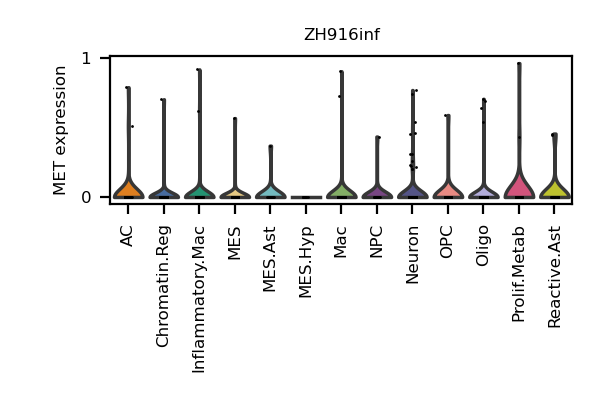 ZH916inf
MET expression
1
0
AC
Chromatin.Reg
Inflammatory.Mac
MES
MES.Ast
MES.Hyp
Mac
NPC
Neuron
OPC
Oligo
Prolif.Metab
Reactive.Ast